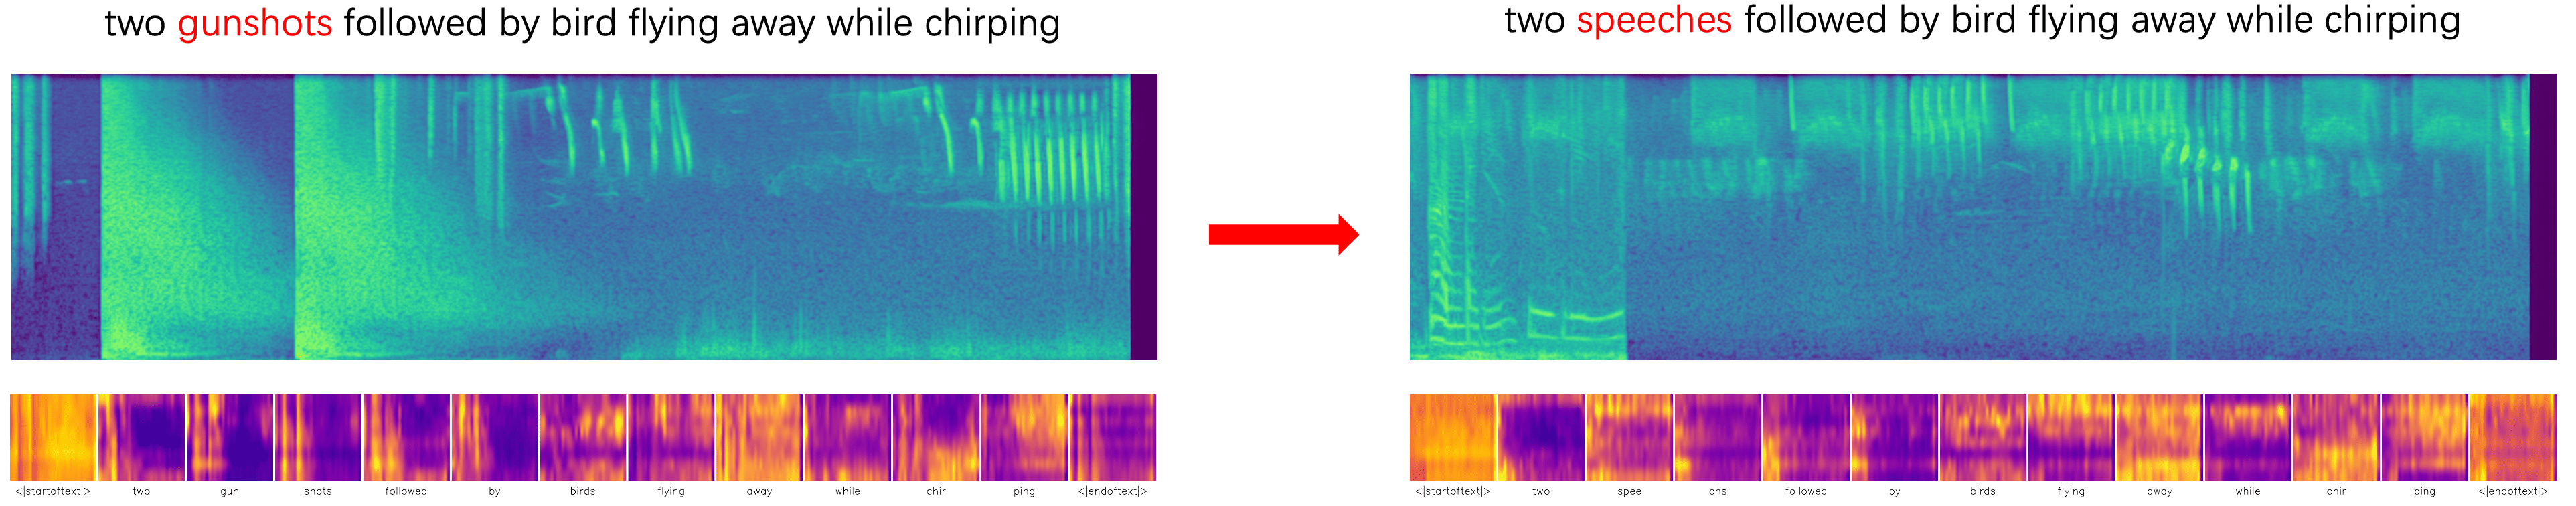 two gunshots followed by bird flying away while chirping
two speeches followed by bird flying away while chirping
<|startoftext|> two gun shots followed by birds flying away while chir ping <|endoftext|>
<|startoftext|> two spee chs followed by birds flying away while chir ping <|endoftext|>